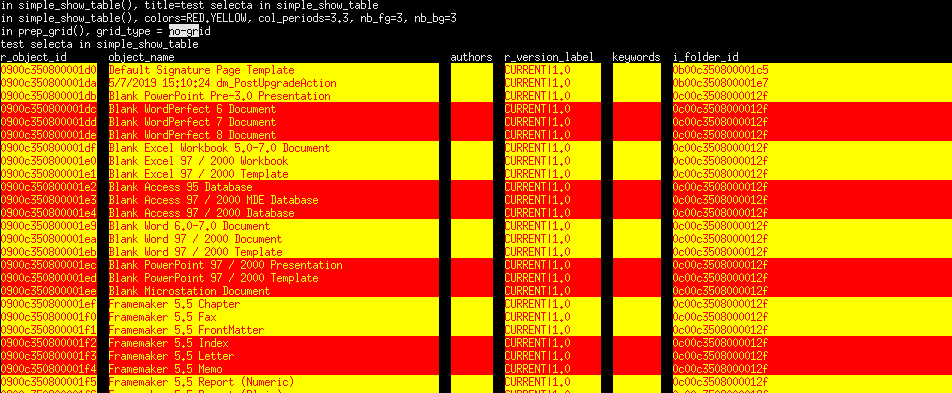 in simple_show_table(), title=test selecta in simple_show_table
in simple_show_table(), colors=RED.YELLOW, col_periods=3.3, nb_fg=3, nb_bg=3
in prep_grid(), grid_type = no-grid
test selecta in simple_show_table
r_object_id object_name authors r_version_label keywords i_folder_id
0900c350800001d0 Default Signature Page Template CURRENT|1.0 0b00c350800001c5
0900c350800001da 5/7/2019 15:10:24 dm_PostUpgradeAction CURRENT|1.0 0b00c350800001e7
0900c350800001db Blank PowerPoint Pre-3.0 Presentation CURRENT|1.0 0c00c3508000012f
0900c350800001dc Blank WordPerfect 6 Document CURRENT|1.0 0c00c3508000012f
0900c350800001dd Blank WordPerfect 7 Document CURRENT|1.0 0c00c3508000012f
0900c350800001de Blank WordPerfect 8 Document CURRENT|1.0 0c00c3508000012f
0900c350800001df Blank Excel Workbook 5.0-7.0 Document CURRENT|1.0 0c00c3508000012f
0900c350800001e0 Blank Excel 97 / 2000 Workbook CURRENT|1.0 0c00c3508000012f
0900c350800001e1 Blank Excel 97 / 2000 Template CURRENT|1.0 0c00c3508000012f
0900c350800001e2 Blank Access 95 Database CURRENT|1.0 0c00c3508000012f
0900c350800001e3 Blank Access 97 / 2000 MDE Database CURRENT|1.0 0c00c3508000012f
0900c350800001e4 Blank Access 97 / 2000 Database CURRENT|1.0 0c00c3508000012f
0900c350800001e9 Blank Word 6.0-7.0 Document CURRENT|1.0 0c00c3508000012f
0900c350800001ea Blank Word 97 / 2000 Document CURRENT|1.0 0c00c3508000012f
0900c350800001eb Blank Word 97 / 2000 Template CURRENT|1.0 0c00c3508000012f
0900c350800001ec Blank PowerPoint 97 / 2000 Presentation CURRENT|1.0 0c00c3508000012f
0900c350800001ed Blank PowerPoint 97 / 2000 Template CURRENT|1.0 0c00c3508000012f
0900c350800001ee Blank Microstation Document CURRENT|1.0 0c00c3508000012f
0900c350800001ef Framemaker 5.5 Chapter CURRENT|1.0 0c00c3508000012f
0900c350800001f0 Framemaker 5.5 Fax CURRENT|1.0 0c00c3508000012f
0900c350800001f1 Framemaker 5.5 FrontMatter CURRENT|1.0 0c00c3508000012f
0900c350800001f2 Framemaker 5.5 Index CURRENT|1.0 0c00c3508000012f
0900c350800001f3 Framemaker 5.5 Letter CURRENT|1.0 0c00c3508000012f
0900c350800001f4 Framemaker 5.5 Memo CURRENT|1.0 0c00c3508000012f
0900c350800001f5 Framemaker 5.5 Report (Numeric) CURRENT|1.0 0c00c3508000012f